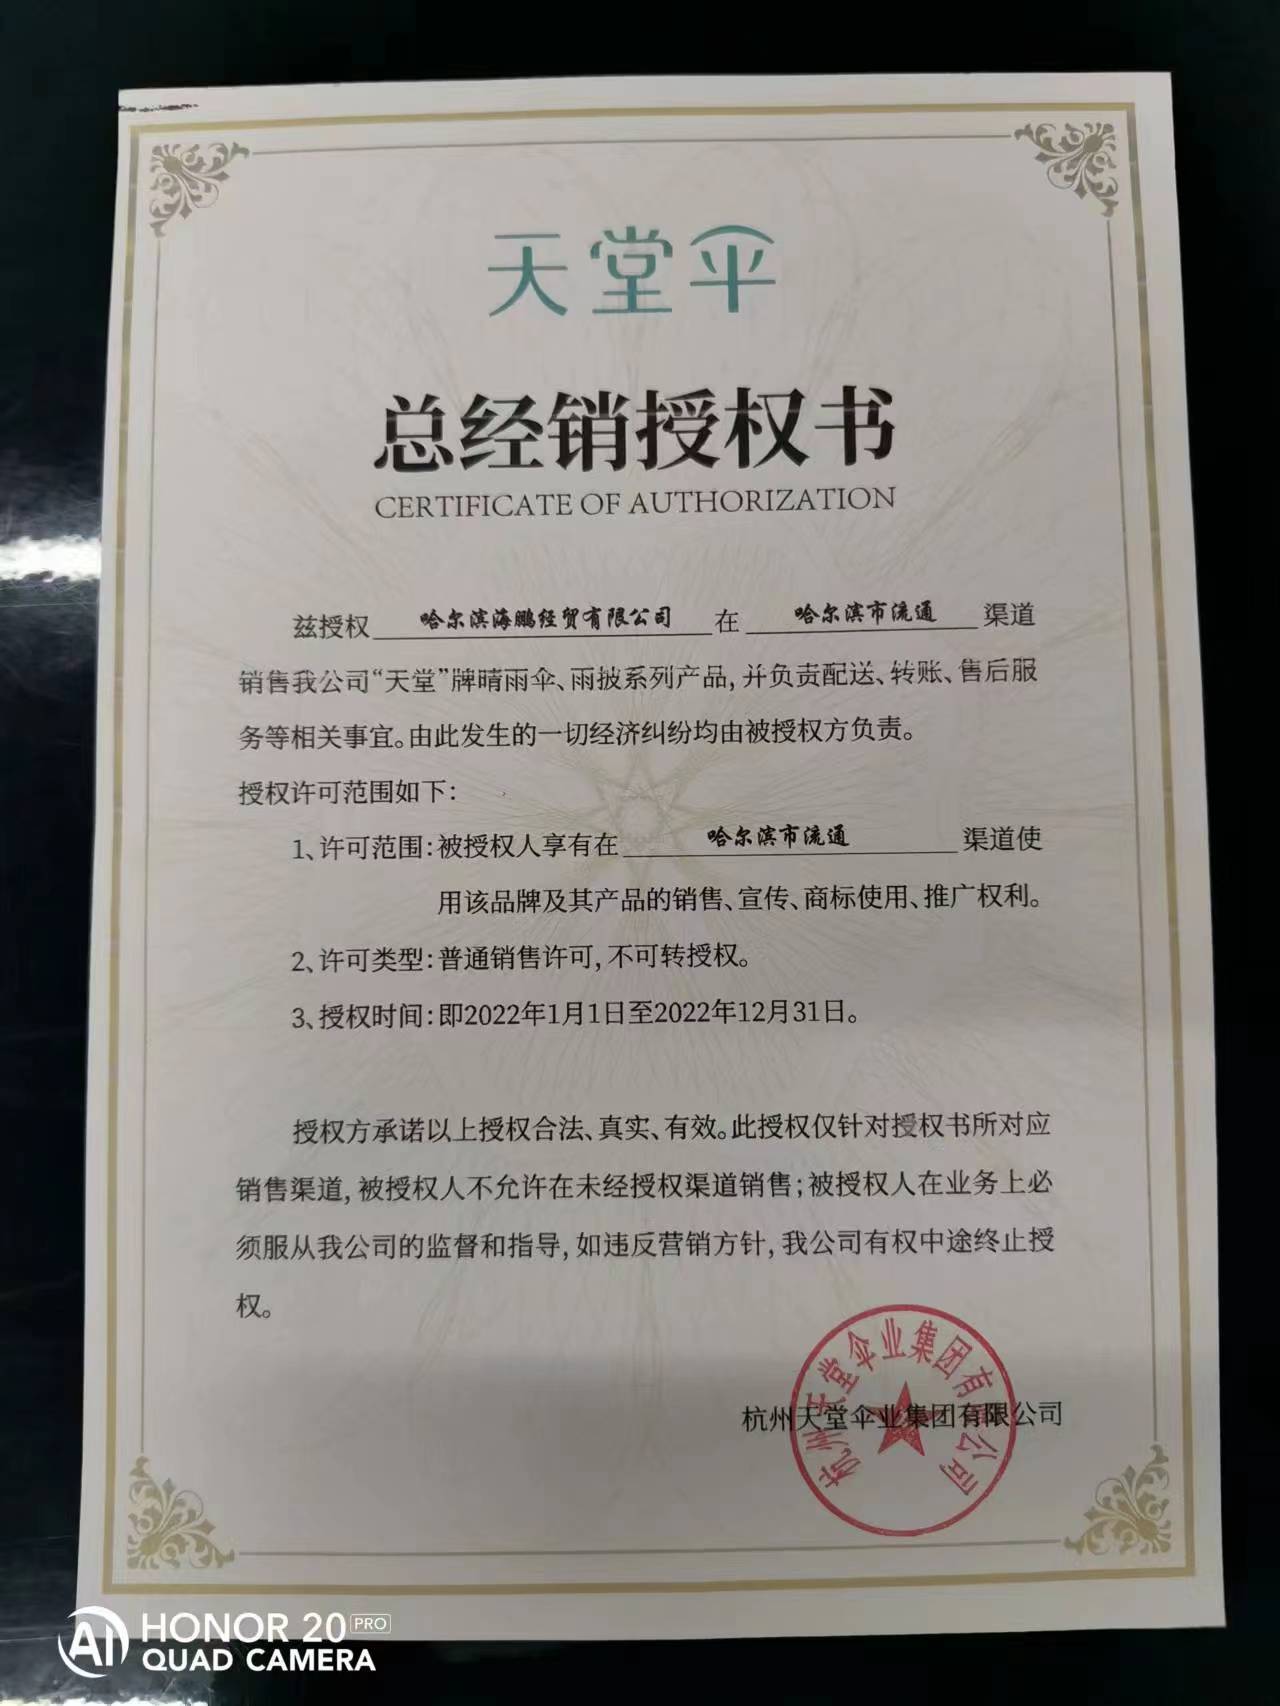 天堂伞
总经销授权书
CERTIFICATE OF AUTHORIZATION
兹授权 哈尔滨海鹏经贸有限公司 在 哈尔滨市流通 渠道
销售我公司“天堂”牌晴雨伞、雨披系列产品,并负责配送、转账、售后服
务等相关事宜。由此发生的一切经济纠纷均由被授权方负责。
授权许可范围如下:
1、许可范围:被授权人享有在 哈尔滨市流通 渠道使
用该品牌及其产品的销售、宣传、商标使用、推广权利。
2、许可类型:普通销售许可,不可转授权。
3、授权时间:即2022年1月1日至2022年12月31日。
授权方承诺以上授权合法、真实、有效。此授权仅针对授权书所对应
销售渠道,被授权人不允许在未经授权渠道销售;被授权人在业务上必
须服从我公司的监督和指导,如违反营销方针,我公司有权中途终止授
权。
杭州天堂伞业集团有限公司
杭州天堂伞业集团有限公司
AI HONOR 20 PRO
QUAD CAMERA